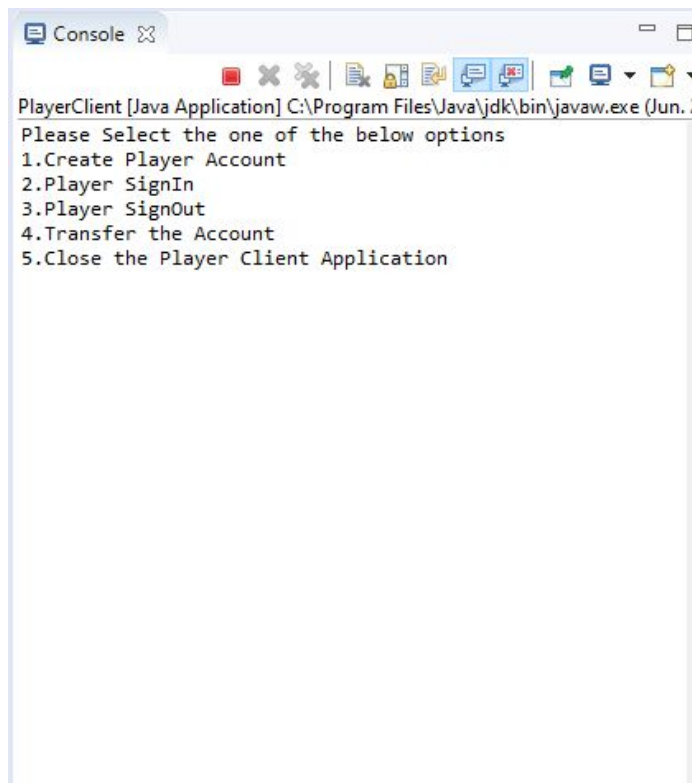 Console
PlayerClient [Java Application] C:\Program Files\Java\jdk\bin\javaw.exe (Jun.
Please Select the one of the below options
1.Create Player Account
2.Player SignIn
3.Player SignOut
4.Transfer the Account
5.Close the Player Client Application